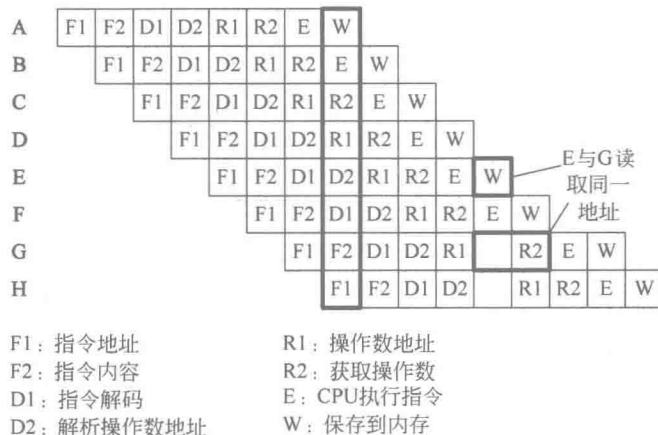 A F1 F2 D1 D2 R1 R2 E W
B F1 F2 D1 D2 R1 R2 E W
C F1 F2 D1 D2 R1 R2 E W
D F1 F2 D1 D2 R1 R2 E W
E F1 F2 D1 D2 R1 R2 E W
E与G读
取同一
地址
F F1 F2 D1 D2 R1 R2 E W
G F1 F2 D1 D2 R1 R2 E W
H F1 F2 D1 D2 R1 R2 E W
F1：指令地址 R1：操作数地址
F2：指令内容 R2：获取操作数
D1：指令解码 E：CPU执行指令
D2：解析操作数地址 W：保存到内存